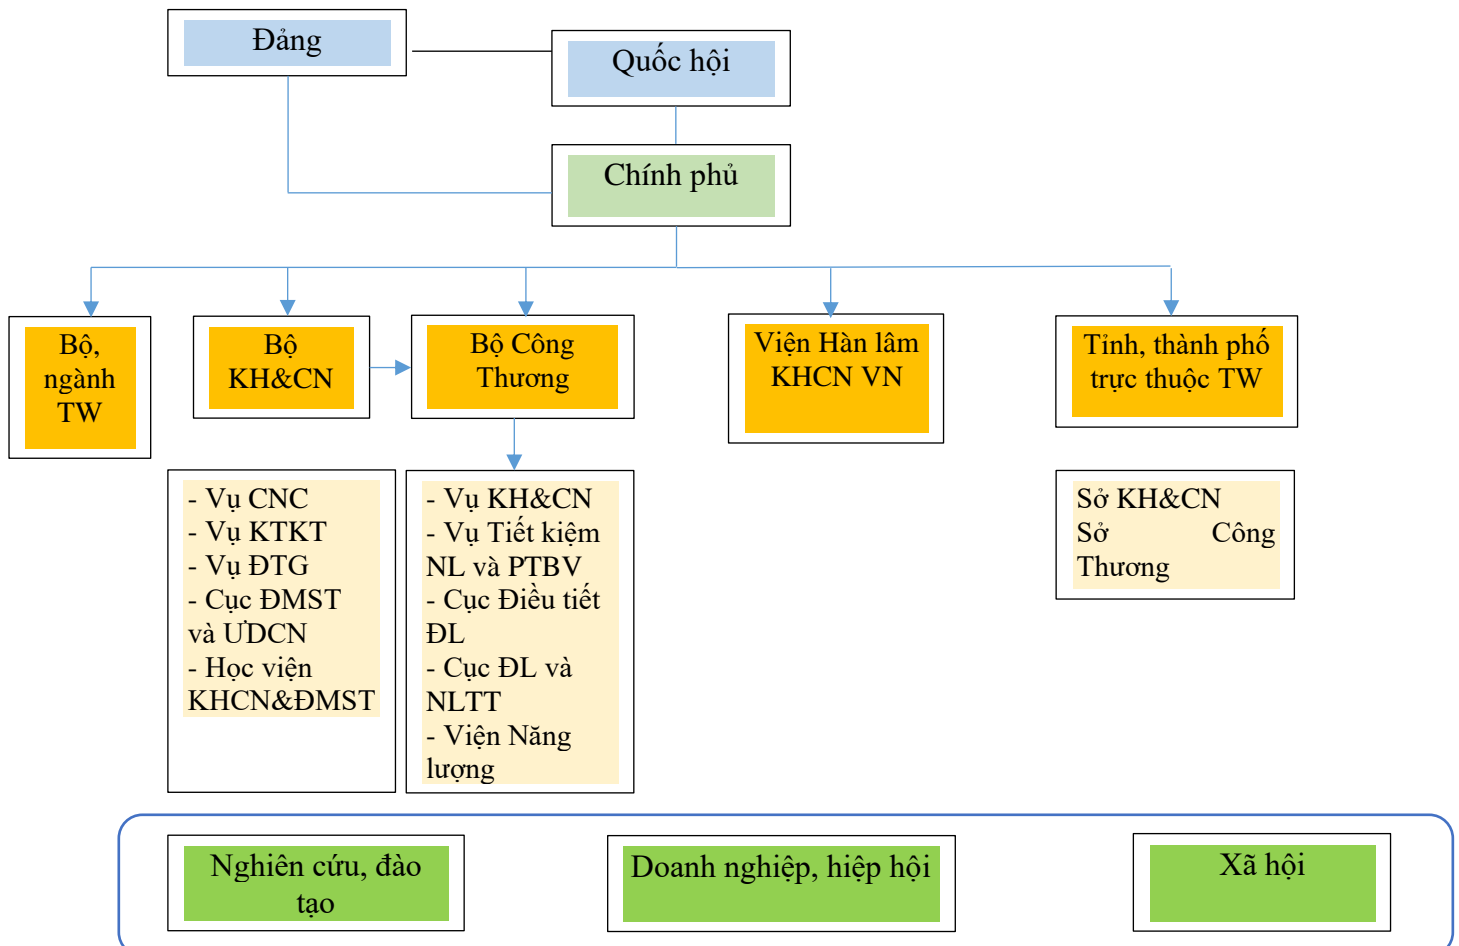 Đảng
Quốc hội
Chính phủ
Bộ,
ngành
TW
Bộ
KH&CN
Bộ Công
Thương
Viện Hàn lâm
KHCN VN
Tỉnh, thành phố
trực thuộc TW
- Vụ CNC
- Vụ KTKT
- Vụ ĐTG
- Cục ĐMST
và ƯDCN
- Học viện
KHCN&ĐMST
- Vụ KH&CN
- Vụ Tiết kiệm
NL và PTBV
- Cục Điều tiết
ĐL
- Cục ĐL và
NLTT
- Viện Năng
lượng
Sở KH&CN
Sở Công
Thương
Nghiên cứu, đào
tạo
Doanh nghiệp, hiệp hội
Xã hội